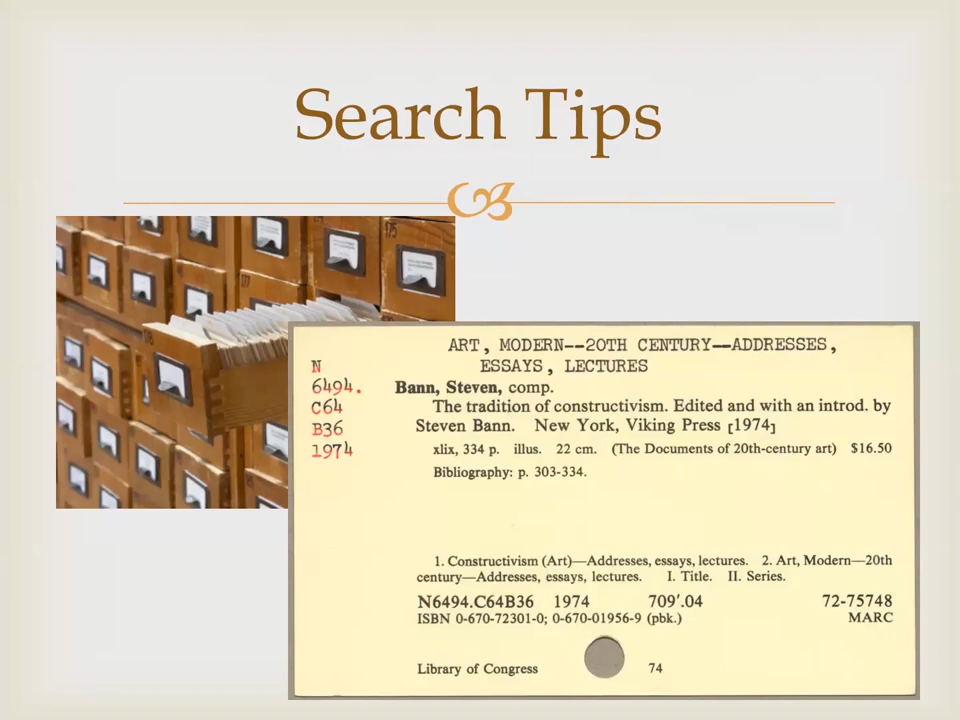 Search Tips
175
177
178
ART, MODERN--20TH CENTURY--ADDRESSES,
ESSAYS, LECTURES
N
6494.
C64
B36
1974
Bann, Steven, comp.
The tradition of constructivism. Edited and with an introd. by
Steven Bann. New York, Viking Press [1974]
xlix, 334 p. illus. 22 cm. (The Documents of 20th-century art) $16.50
Bibliography: p. 303-334.
1. Constructivism (Art)—Addresses, essays, lectures. 2. Art, Modern—20th
century—Addresses, essays, lectures. I. Title. II. Series.
N6494.C64B36 1974 709′.04 72-75748
ISBN 0-670-72301-0; 0-670-01956-9 (pbk.) MARC
Library of Congress 74